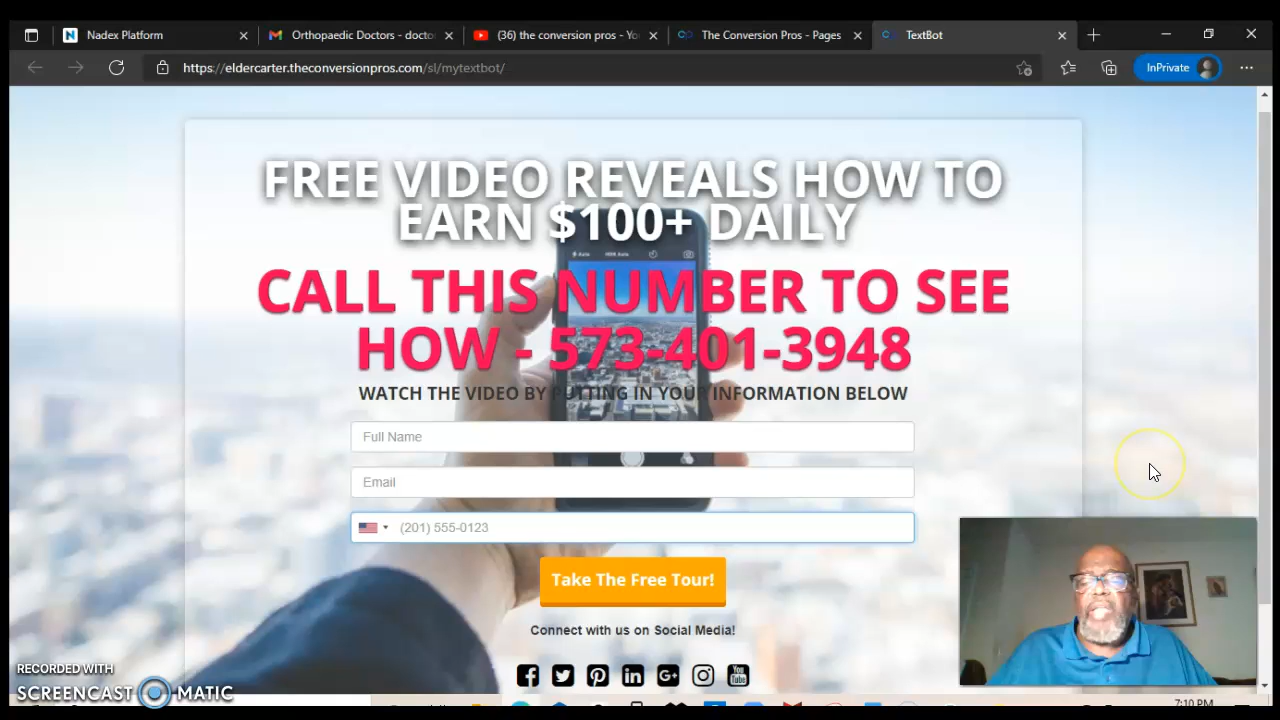 Nadex Platform
Orthopaedic Doctors - docto
(36) the conversion pros - Yo
The Conversion Pros - Pages
TextBot
https://eldercarter.theconversionpros.com/sl/mytextbot/
InPrivate
FREE VIDEO REVEALS HOW TO
EARN $100+ DAILY
CALL THIS NUMBER TO SEE
HOW - 573-401-3948
WATCH THE VIDEO BY PUTTING IN YOUR INFORMATION BELOW
Full Name
Email
(201) 555-0123
Take The Free Tour!
Connect with us on Social Media!
RECORDED WITH
SCREENCAST MATIC
7:10 PM